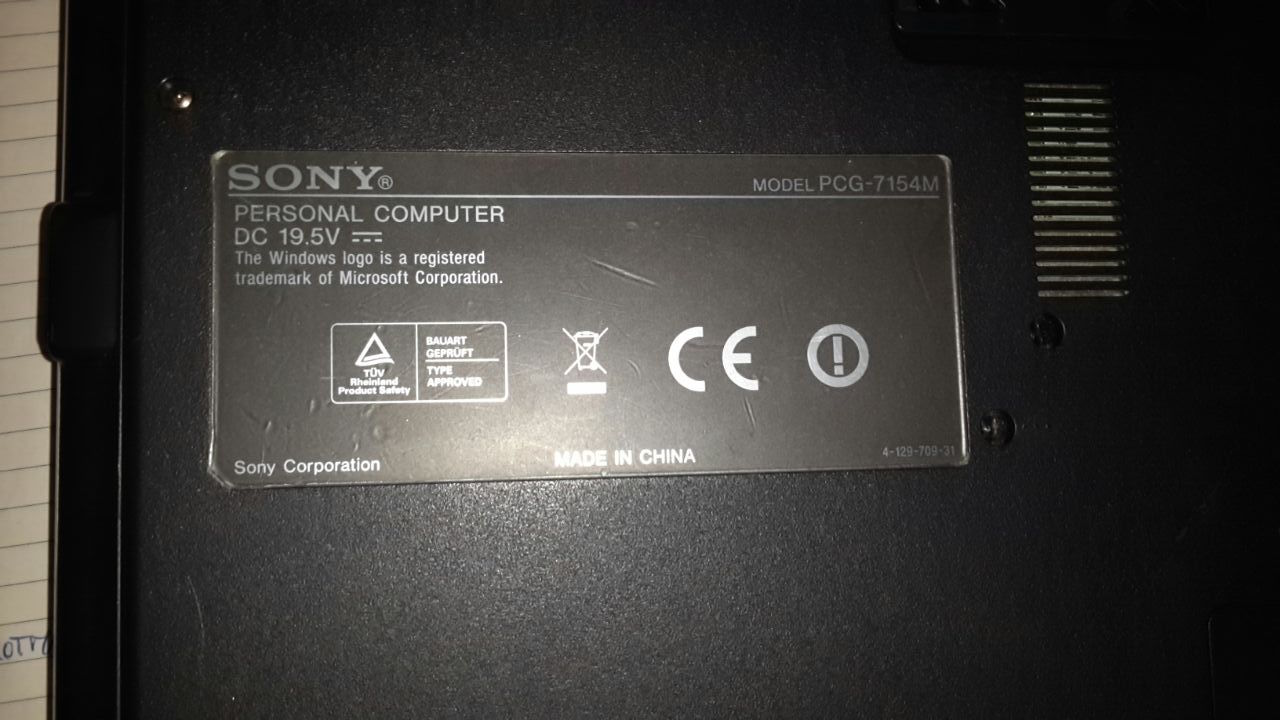 SONY®
MODEL PCG-7154M
PERSONAL COMPUTER
DC 19.5V
The Windows logo is a registered
trademark of Microsoft Corporation.
TÜV
Rheinland
Product Safety
BAUART
GEPRÜFT
TYPE
APPROVED
CE
Sony Corporation
MADE IN CHINA
4-129-709-31